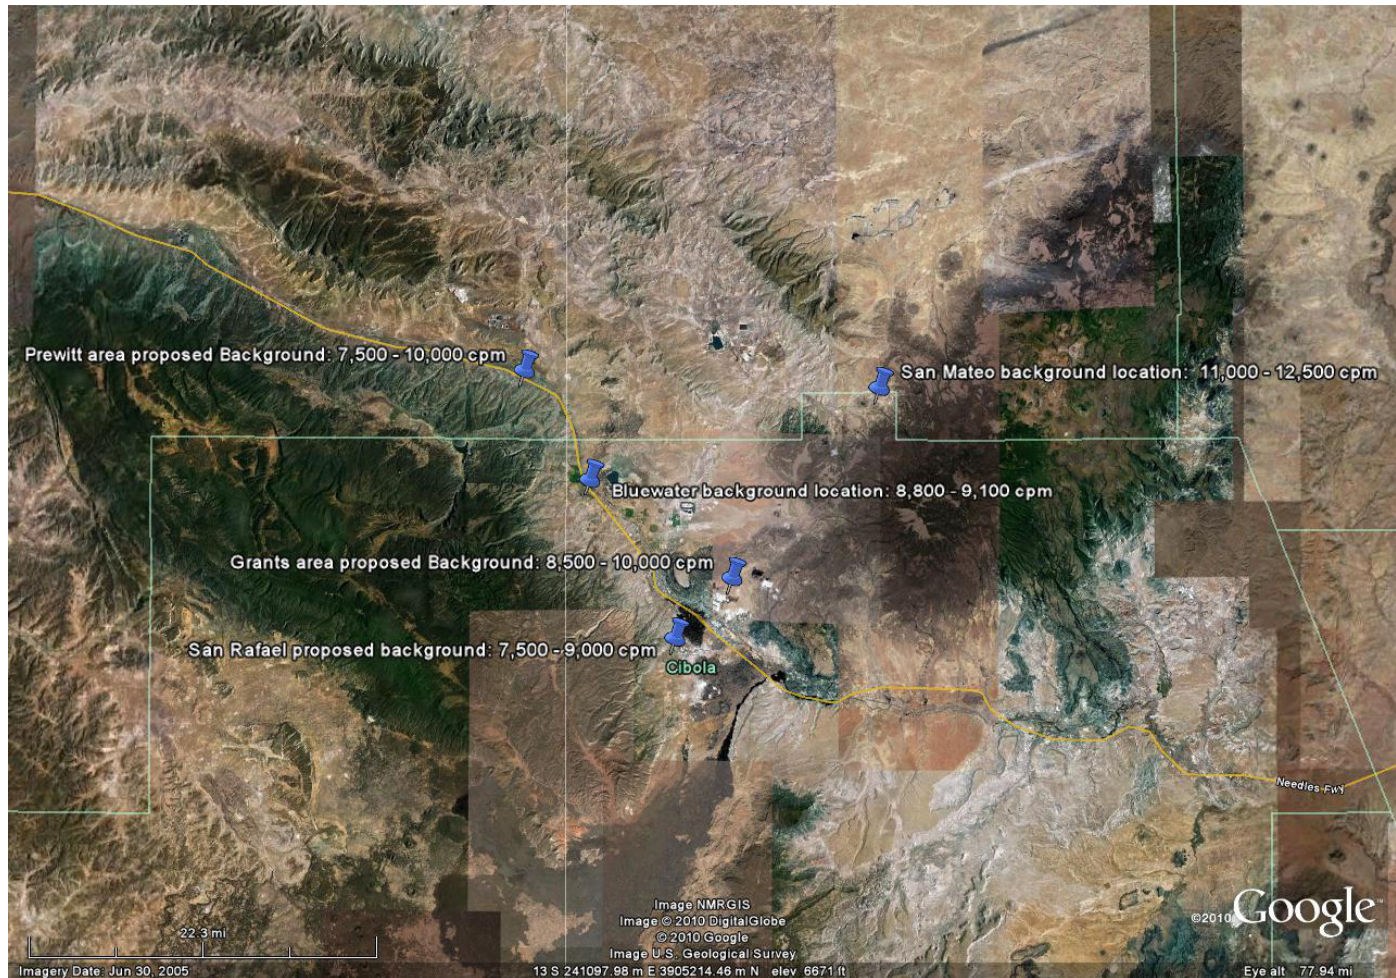 Prewitt area proposed Background: 7,500 - 10,000 cpm
San Mateo background location:  11,000 - 12,500 cpm
Bluewater background location: 8,800 - 9,100 cpm
Grants area proposed Background: 8,500 - 10,000 cpm
San Rafael proposed background: 7,500 - 9,000 cpm
Cibola
Needles Fwy
22.3 mi
Image NMRGIS
Image © 2010 DigitalGlobe
© 2010 Google
Image U.S. Geological Survey
©2010 Google™
Imagery Date: Jun 30, 2005
13 S 241097.98 m E 3905214.46 m N elev 6671 ft
Eye alt 77.94 mi